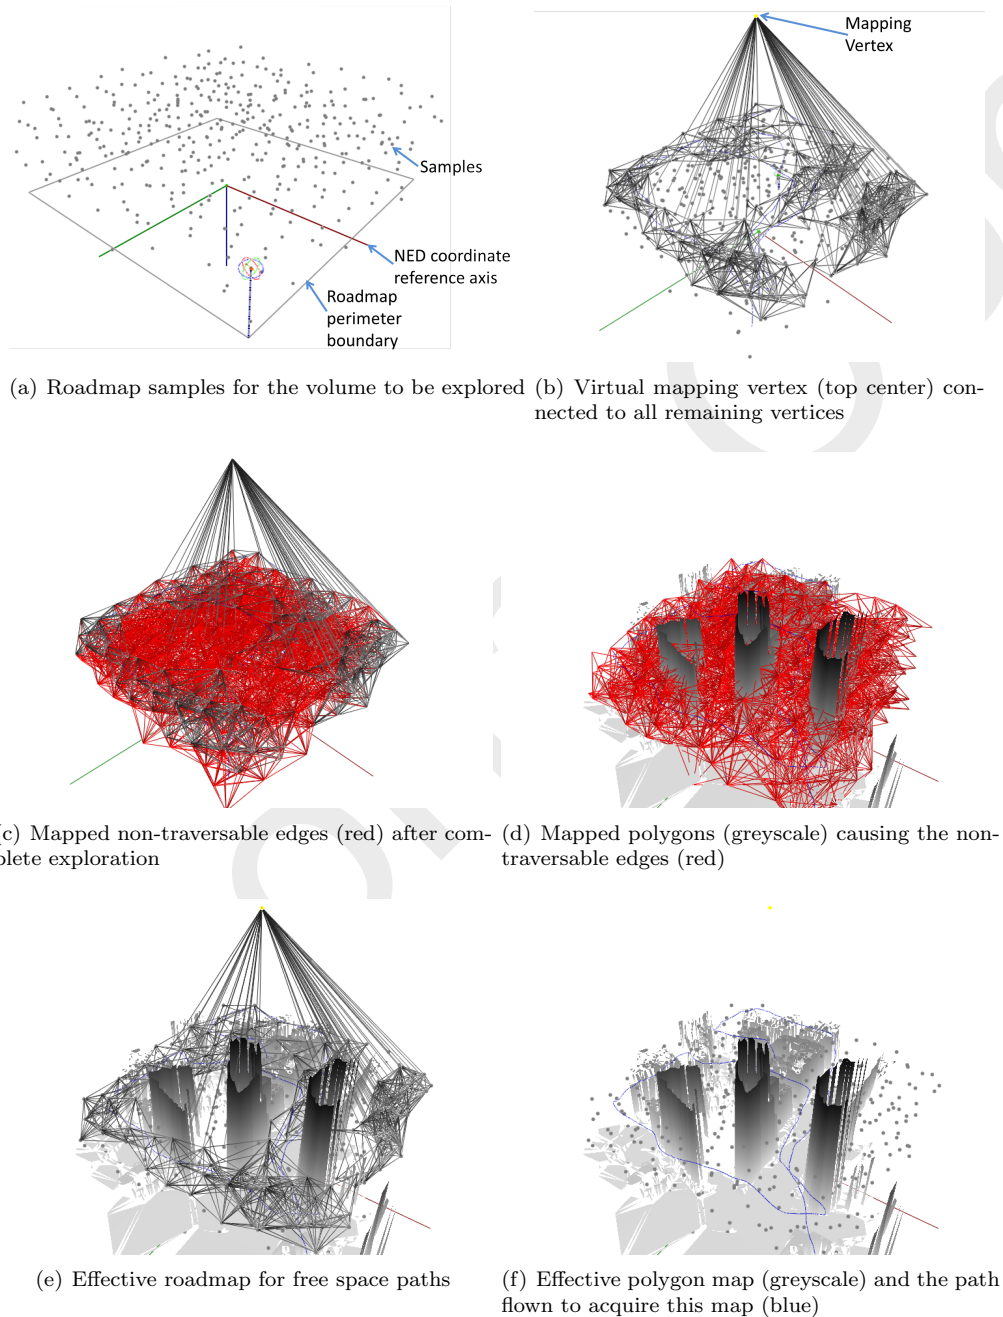 Mapping
Vertex
Samples
NED coordinate
reference axis
Roadmap
perimeter
boundary
(a) Roadmap samples for the volume to be explored
(b) Virtual mapping vertex (top center) con-
nected to all remaining vertices
(c) Mapped non-traversable edges (red) after com-
plete exploration
(d) Mapped polygons (greyscale) causing the non-
traversable edges (red)
(e) Effective roadmap for free space paths
(f) Effective polygon map (greyscale) and the path
flown to acquire this map (blue)